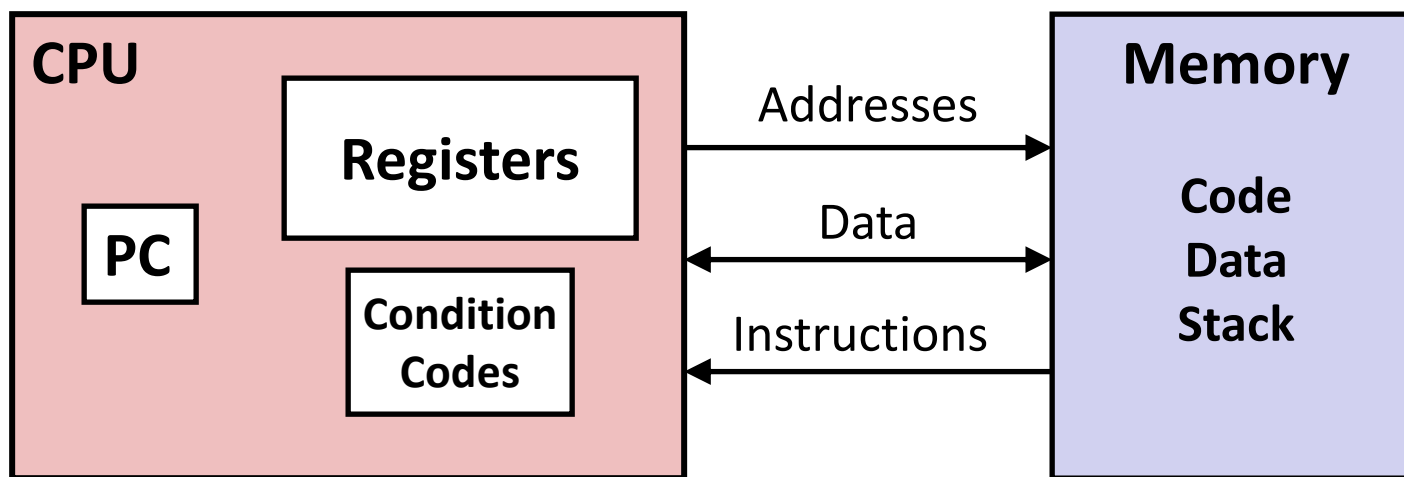 CPU
Registers
PC
Condition
Codes
Addresses
Data
Instructions
Memory
Code
Data
Stack